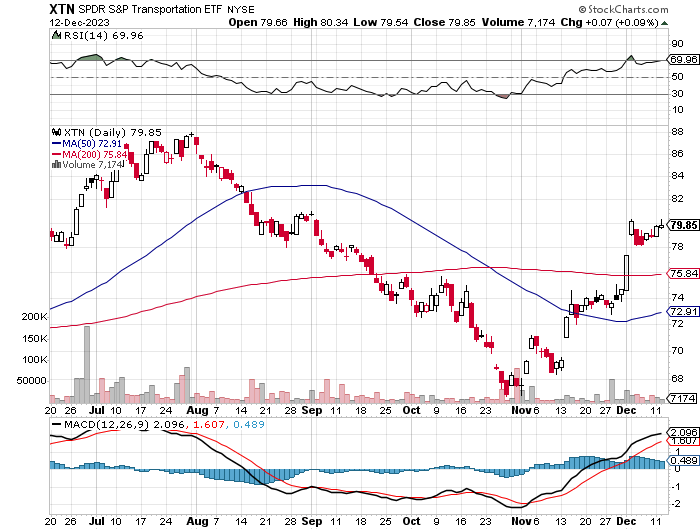 XTN SPDR S&P Transportation ETF NYSE © StockCharts.com
12-Dec-2023 Open 79.66 High 80.34 Low 79.54 Close 79.85 Volume 7,174 Chg +0.07 (+0.09%)
RSI(14) 69.96
90
69.96
50
30
10
XTN (Daily) 79.85
MA(50) 72.91
MA(200) 75.84
Volume 7,174
88
86
84
82
79.85
78
75.84
74
72.91
72
70
68
7174
200K
150K
100K
50000
20 26 Jul 10 17 24 Aug 7 14 21 28 Sep 11 18 25 Oct 9 16 23 Nov 6 13 20 27 Dec 11
MACD(12,26,9) 2.096, 1.607, 0.489
2.096
1.607
0.489
0
-1
-2
20 26 Jul 10 17 24 Aug 7 14 21 28 Sep 11 18 25 Oct 9 16 23 Nov 6 13 20 27 Dec 11